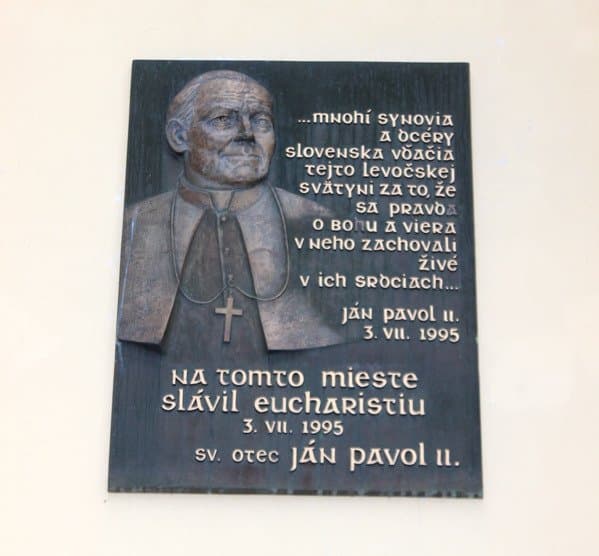 ...mnohí synovia
a dcéry
slovenska vďačia
tejto levočskej
svätyni za to, že
sa pravda
o bohu a viera
v neho zachovali
živé
v ich srdciach...
ján pavol II.
3. VII. 1995
na tomto mieste
slávil eucharistiu
3. VII. 1995
sv. otec ján pavol II.